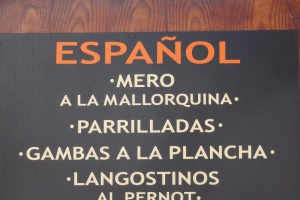 ESPAÑOL
·MERO
A LA MALLORQUINA·
·PARRILLADAS·
·GAMBAS A LA PLANCHA·
·LANGOSTINOS
AL PERNOT·